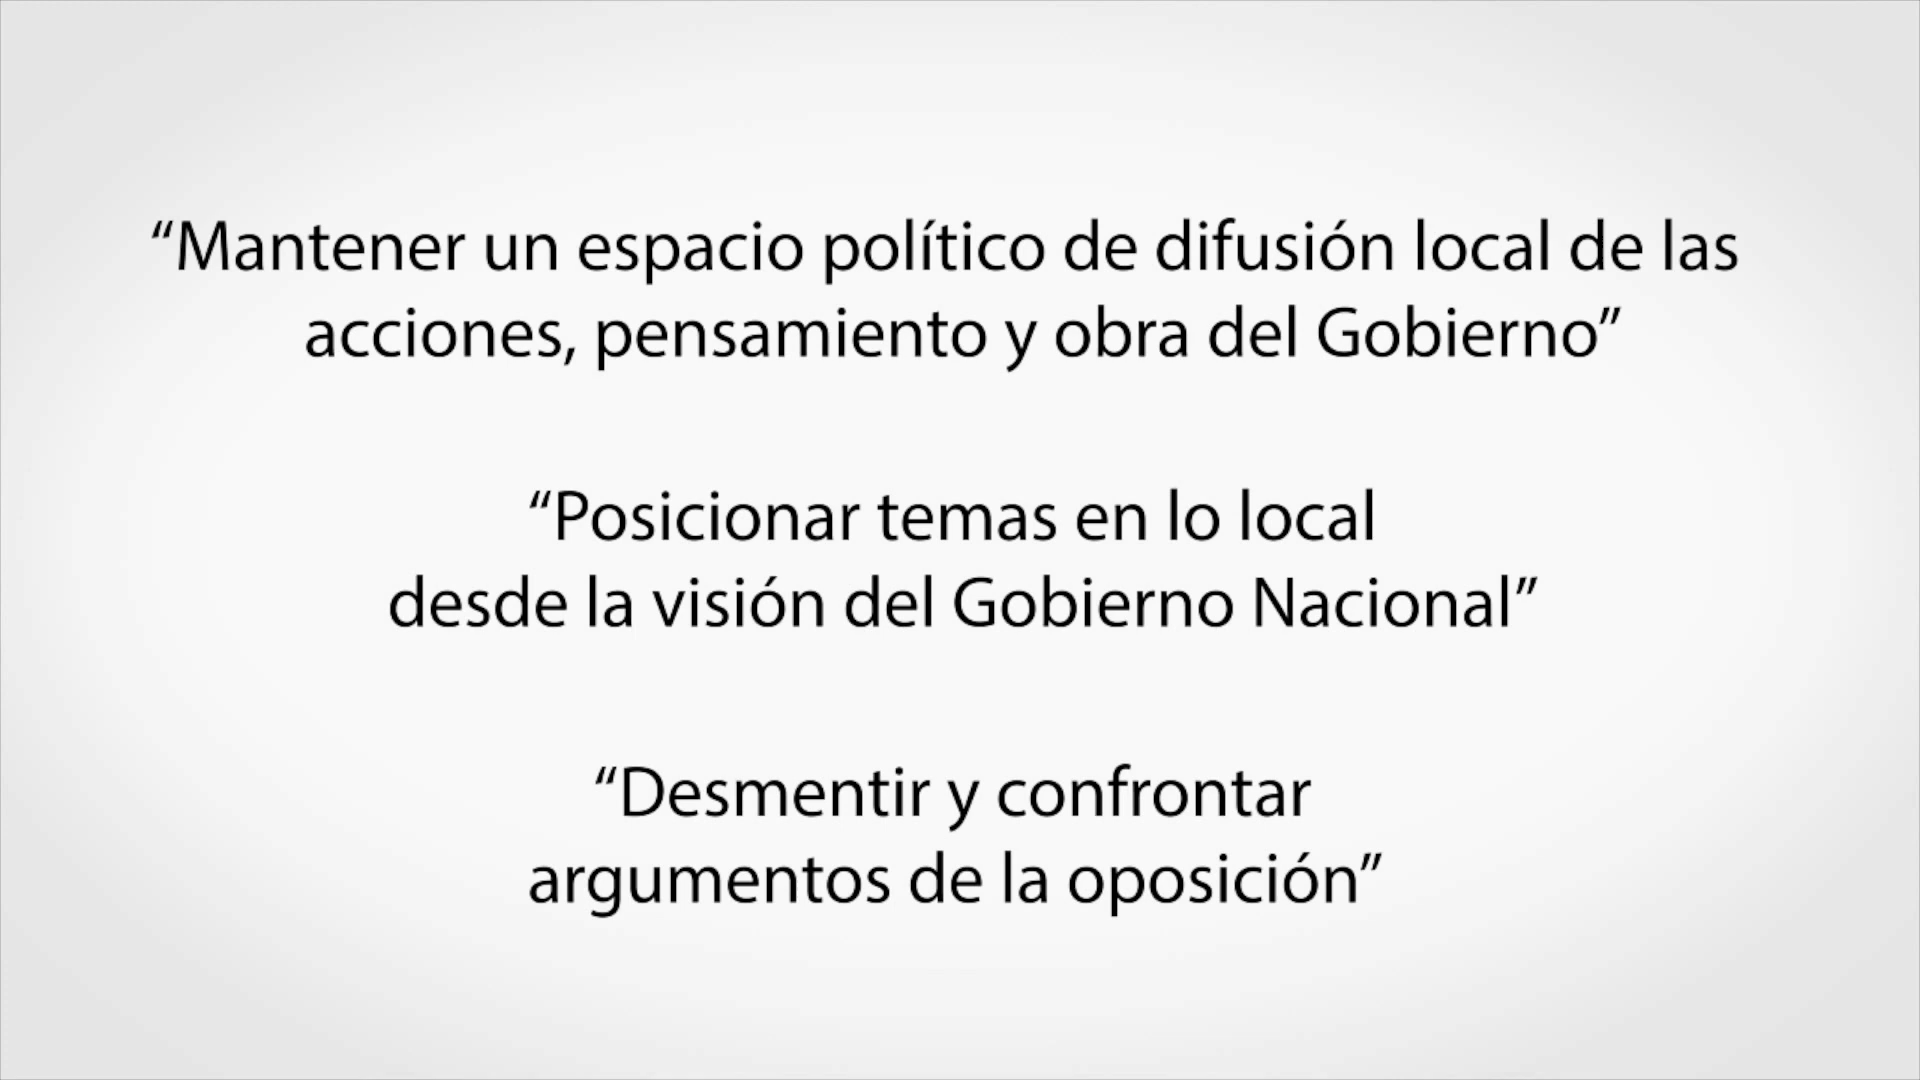 “Mantener un espacio político de difusión local de las
acciones, pensamiento y obra del Gobierno”
“Posicionar temas en lo local
desde la visión del Gobierno Nacional”
“Desmentir y confrontar
argumentos de la oposición”